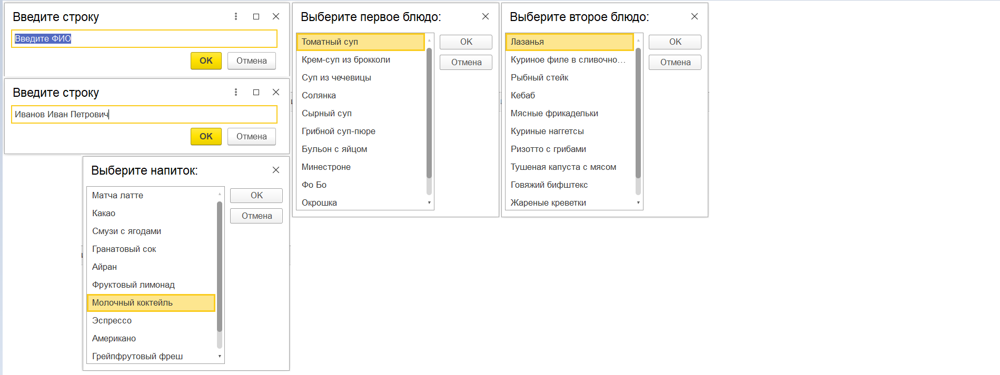 Введите строку
Введите ФИО
OK
Отмена
Введите строку
Иванов Иван Петрович
OK
Отмена
Выберите напиток:
Матча латте
Какао
Смузи с ягодами
Гранатовый сок
Айран
Фруктовый лимонад
Молочный коктейль
Эспрессо
Американо
Грейпфрутовый фреш
OK
Отмена
Выберите первое блюдо:
Томатный суп
Крем-суп из брокколи
Суп из чечевицы
Солянка
Сырный суп
Грибной суп-пюре
Бульон с яйцом
Минестроне
Фо Бо
Окрошка
OK
Отмена
Выберите второе блюдо:
Лазанья
Куриное филе в сливочно...
Рыбный стейк
Кебаб
Мясные фрикадельки
Куриные наггетсы
Ризотто с грибами
Тушеная капуста с мясом
Говяжий бифштекс
Жареные креветки
OK
Отмена